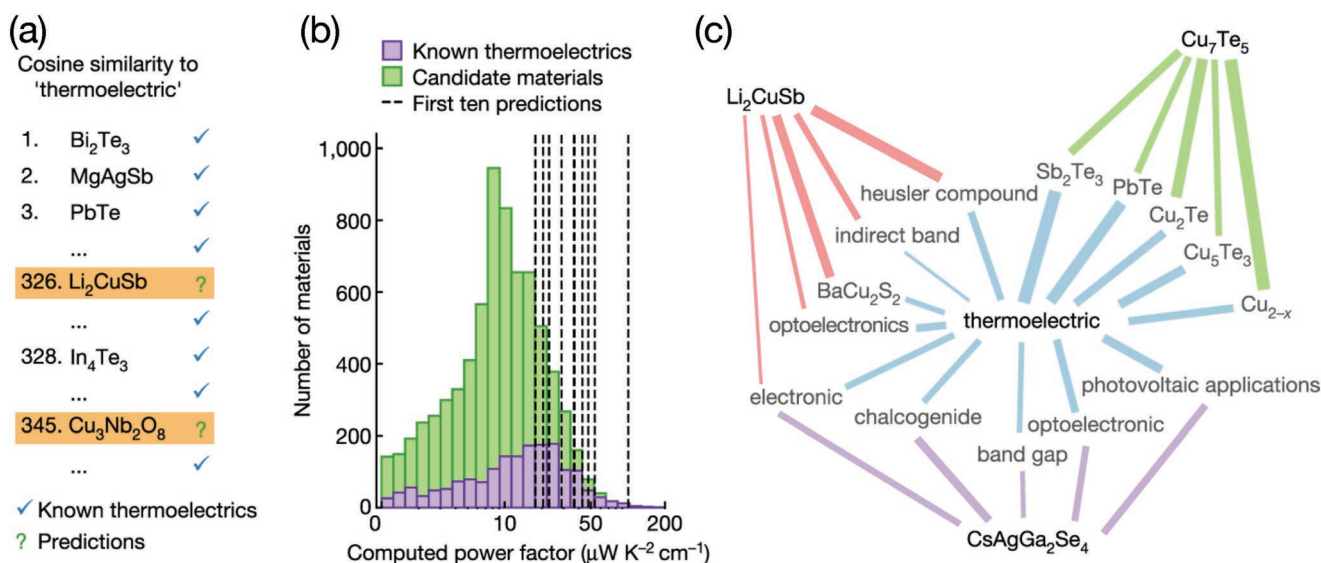 (a)
Cosine similarity to
'thermoelectric'
1. Bi₂Te₃ ✓
2. MgAgSb ✓
3. PbTe ✓
... ✓
326. Li₂CuSb ?
... ✓
328. In₄Te₃ ✓
... ✓
345. Cu₃Nb₂O₈ ?
... ✓
✓ Known thermoelectrics
? Predictions
(b)
Known thermoelectrics
Candidate materials
First ten predictions
Number of materials
1,000
800
600
400
200
0
0 10 50 200
Computed power factor (μW K⁻² cm⁻¹)
(c)
Cu₇Te₅
Li₂CuSb
Sb₂Te₃
heusler compound
PbTe
Cu₂Te
indirect band
Cu₅Te₃
BaCu₂S₂
Cu₂₋ₓ
optoelectronics
thermoelectric
electronic
photovoltaic applications
chalcogenide
optoelectronic
band gap
CsAgGa₂Se₄